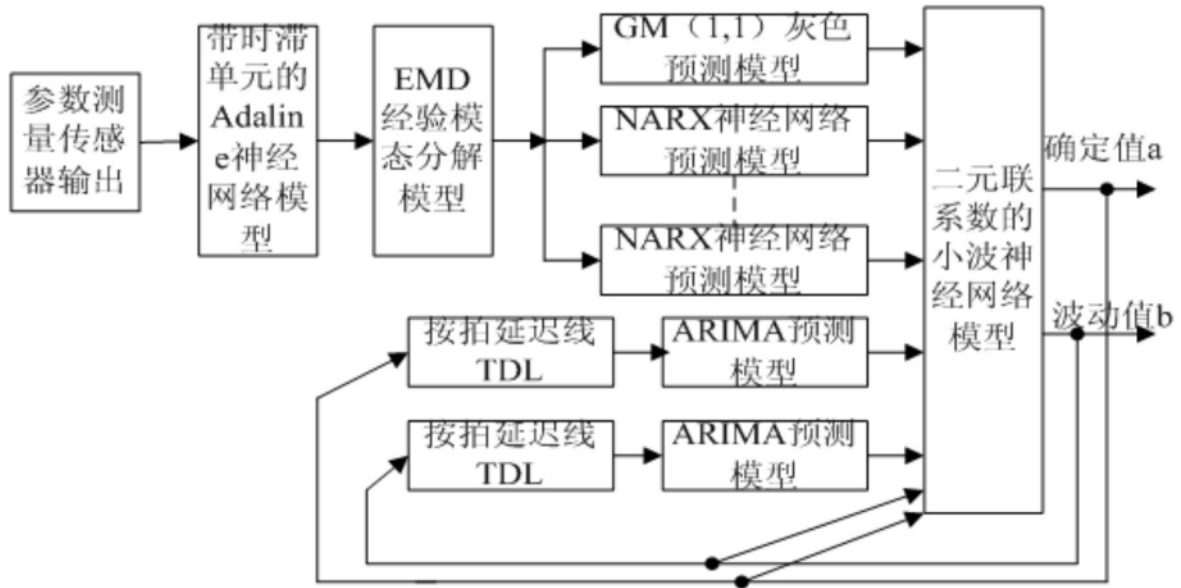 参数测
量传感
器输出
带时滞
单元的
Adalin
e神经
网络模
型
EMD
经验模
态分解
模型
GM（1,1）灰色
预测模型
NARX神经网络
预测模型
NARX神经网络
预测模型
按拍延迟线
TDL
ARIMA预测
模型
按拍延迟线
TDL
ARIMA预测
模型
二元联
系数的
小波神
经网络
模型
确定值a
波动值b